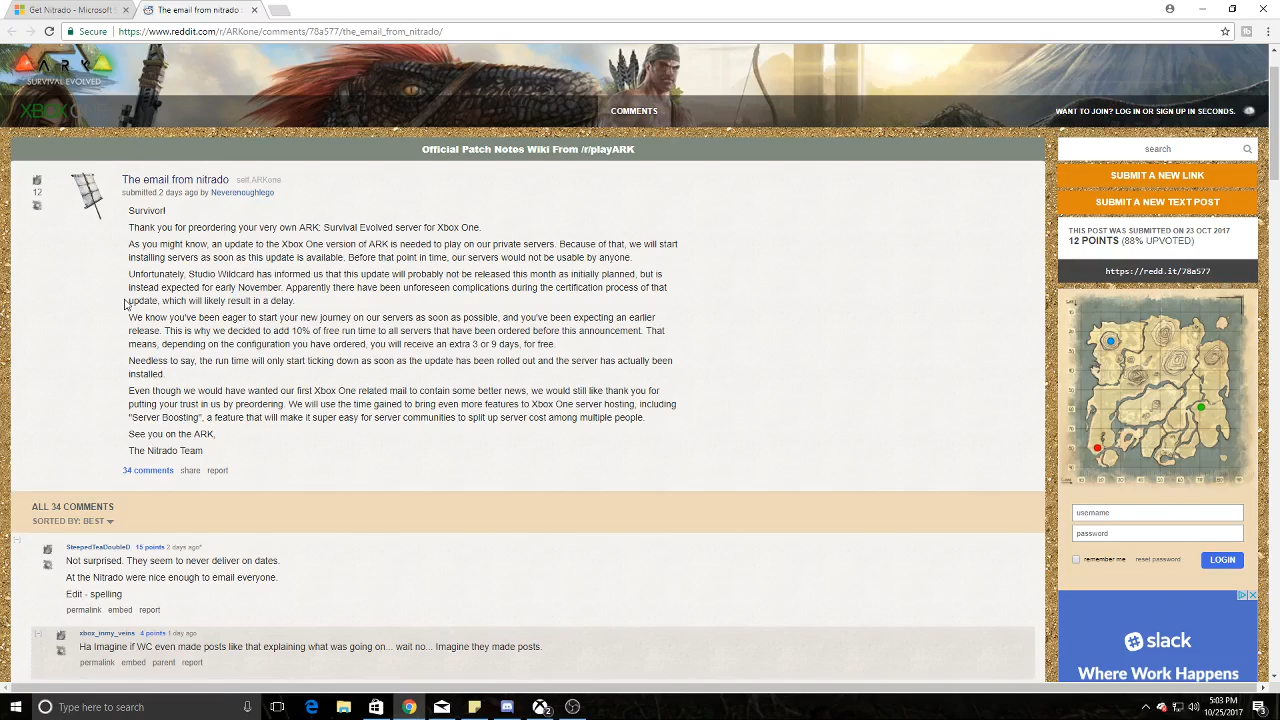 Get Nitrado - Microsoft
The email from nitrado
Secure
https://www.reddit.com/r/ARKone/comments/78a577/the_email_from_nitrado/
ARK
SURVIVAL EVOLVED
XBOX
COMMENTS
WANT TO JOIN? LOG IN OR SIGN UP IN SECONDS.
Official Patch Notes Wiki From /r/playARK
12
The email from nitrado self.ARKone
submitted 2 days ago by Neverenoughlego
Survivor!
Thank you for preordering your very own ARK: Survival Evolved server for Xbox One.
As you might know, an update to the Xbox One version of ARK is needed to play on our private servers. Because of that, we will start
installing servers as soon as this update is available. Before that point in time, our servers would not be usable by anyone.
Unfortunately, Studio Wildcard has informed us that this update will probably not be released this month as initially planned, but is
instead expected for early November. Apparently there have been unforeseen complications during the certification process of that
update, which will likely result in a delay.
We know you've been eager to start your new journey on our servers as soon as possible, and you've been expecting an earlier
release. This is why we decided to add 10% of free run time to all servers that have been ordered before this announcement. That
means, depending on the configuration you have ordered, you will receive an extra 3 or 9 days, for free.
Needless to say, the run time will only start ticking down as soon as the update has been rolled out and the server has actually been
installed.
Even though we would have wanted our first Xbox One related mail to contain some better news, we would still like thank you for
putting your trust in us by preordering. We will use the time gained to bring even more features to Xbox One server hosting, including
"Server Boosting", a feature that will make it super easy for server communities to split up server cost among multiple people.
See you on the ARK,
The Nitrado Team
34 comments share report
ALL 34 COMMENTS
SORTED BY: BEST
SteepedTeaDoubleD 15 points 2 days ago*
Not surprised. They seem to never deliver on dates.
At the Nitrado were nice enough to email everyone.
Edit - spelling
permalink embed report
xbox_inmy_veins 4 points 1 day ago
Ha Imagine if WC even made posts like that explaining what was going on... wait no... Imagine they made posts.
permalink embed parent report
search
SUBMIT A NEW LINK
SUBMIT A NEW TEXT POST
THIS POST WAS SUBMITTED ON 23 OCT 2017
12 POINTS (88% UPVOTED)
https://redd.it/78a577
username
password
remember me reset password LOGIN
slack
Where Work Happens
Type here to search
5:03 PM
10/25/2017